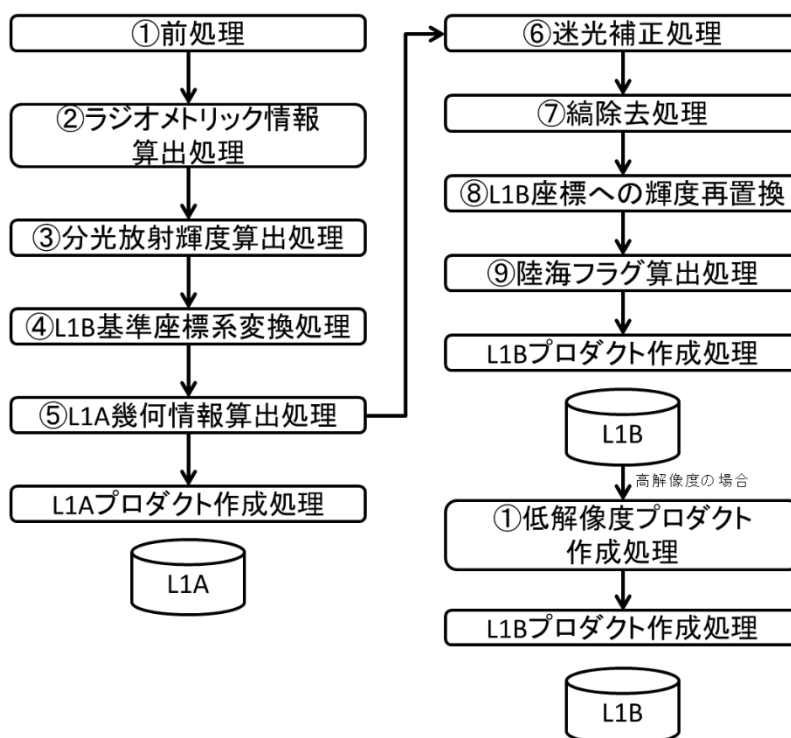 ①前処理
②ラジオメトリック情報
算出処理
③分光放射輝度算出処理
④L1B基準座標系変換処理
⑤L1A幾何情報算出処理
L1Aプロダクト作成処理
L1A
⑥迷光補正処理
⑦縞除去処理
⑧L1B座標への輝度再置換
⑨陸海フラグ算出処理
L1Bプロダクト作成処理
L1B
高解像度の場合
①低解像度プロダクト
作成処理
L1Bプロダクト作成処理
L1B